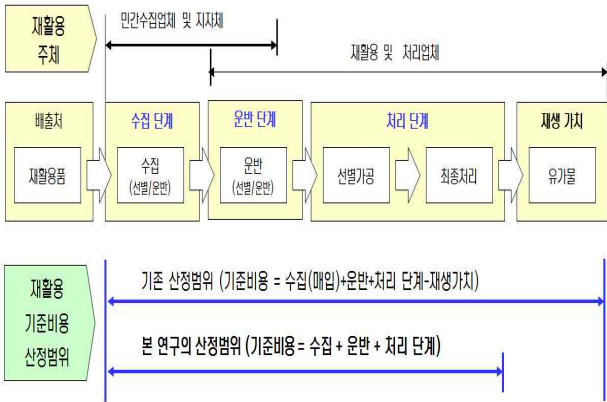 재활용
주체
민간수집업체 및 지자체
재활용 및 처리업체
배출처
재활용품
수집 단계
수집
(선별/운반)
운반 단계
운반
(선별/운반)
처리 단계
선별가공
최종처리
재생 가치
유가물
재활용
기준비용
산정범위
기존 산정범위 (기준비용 = 수집(매입)+운반+처리 단계-재생가치)
본 연구의 산정범위 (기준비용 = 수집 + 운반 + 처리 단계)